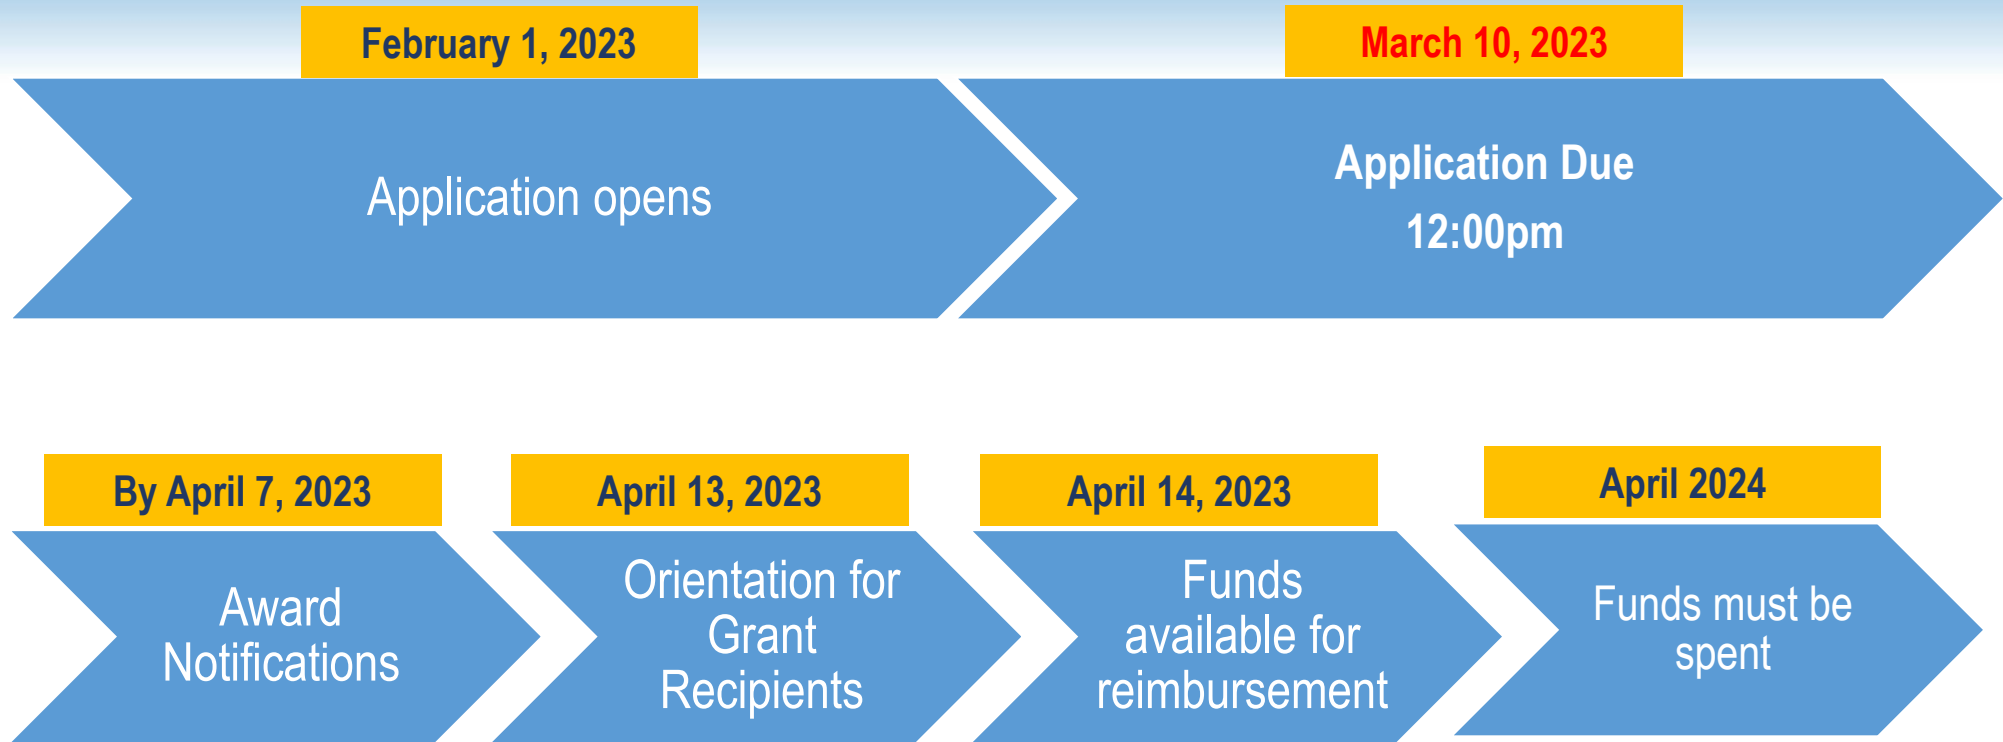 February 1, 2023
March 10, 2023
Application opens
Application Due
12:00pm
By April 7, 2023
April 13, 2023
April 14, 2023
April 2024
Award
Notifications
Orientation for
Grant
Recipients
Funds
available for
reimbursement
Funds must be
spent